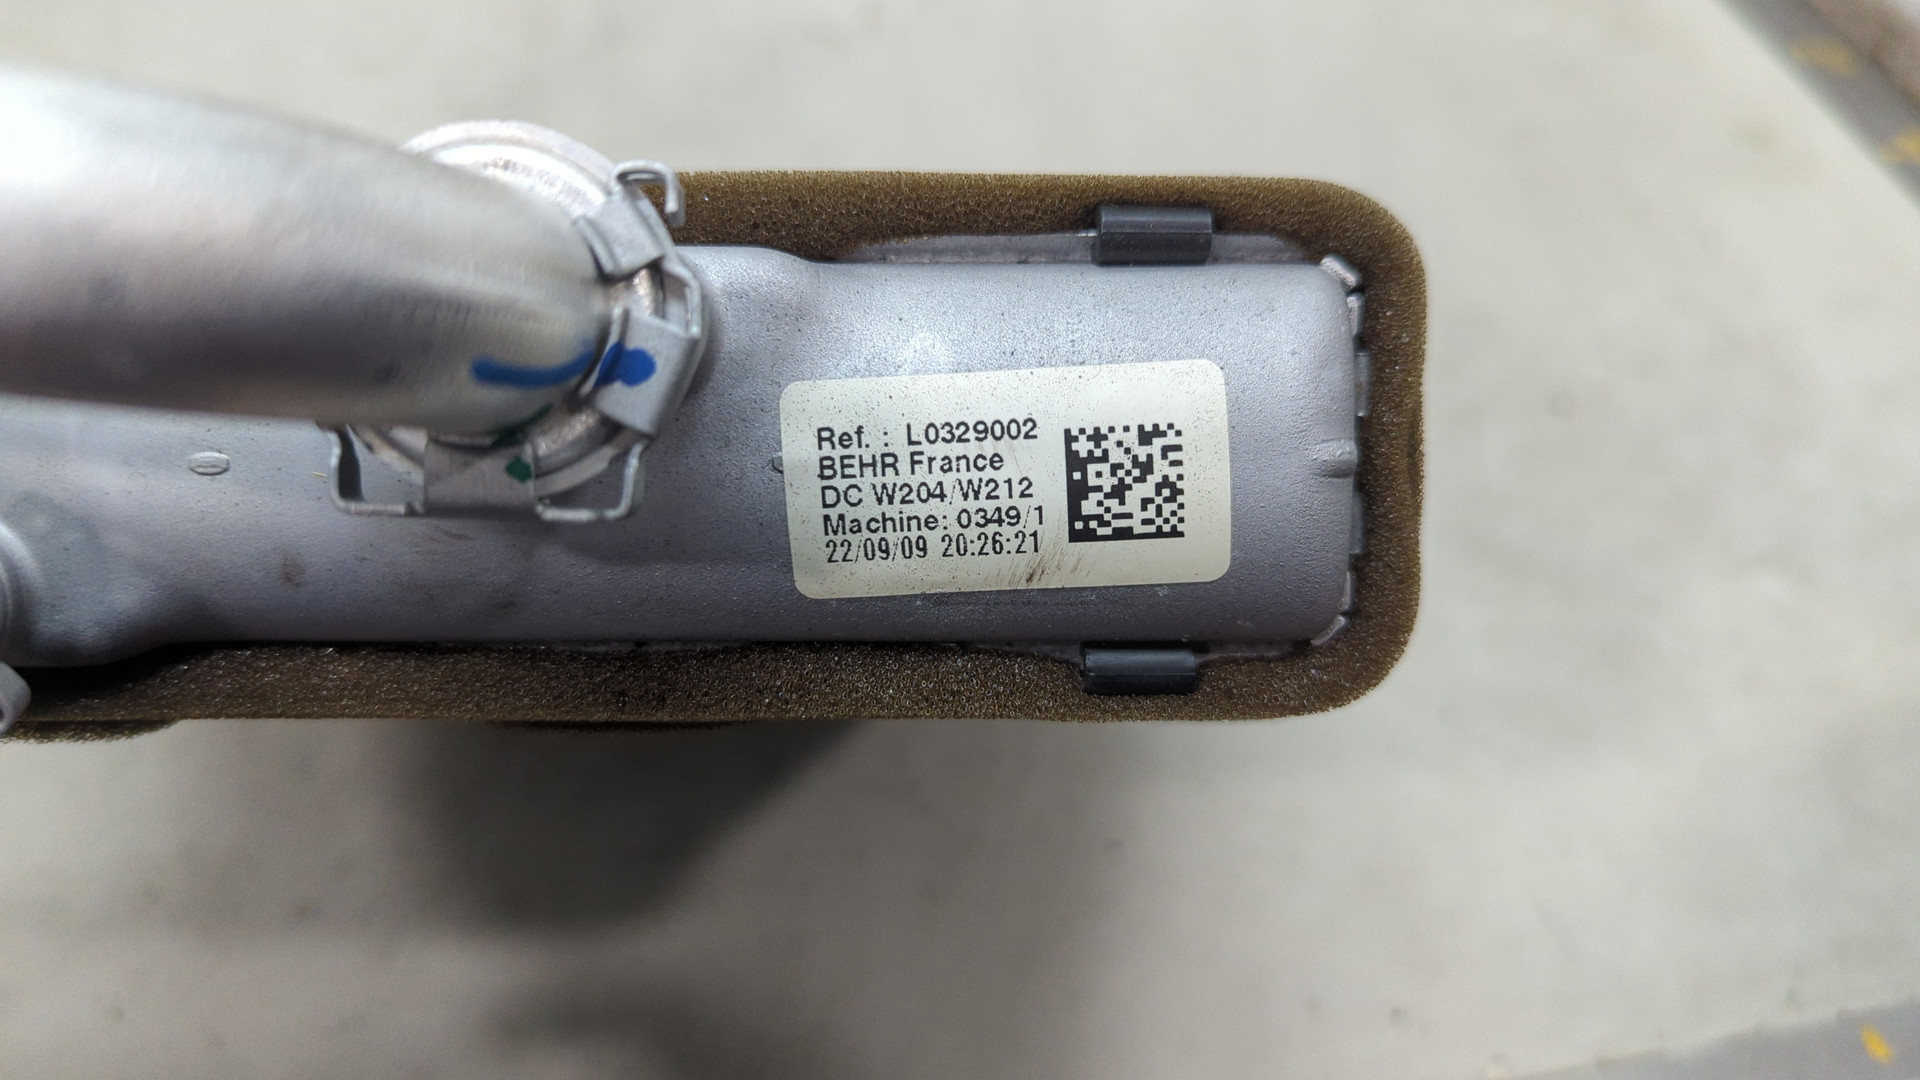 Ref. : L0329002
BEHR France
DC W204/W212
Machine: 0349/1
22/09/09 20:26:21